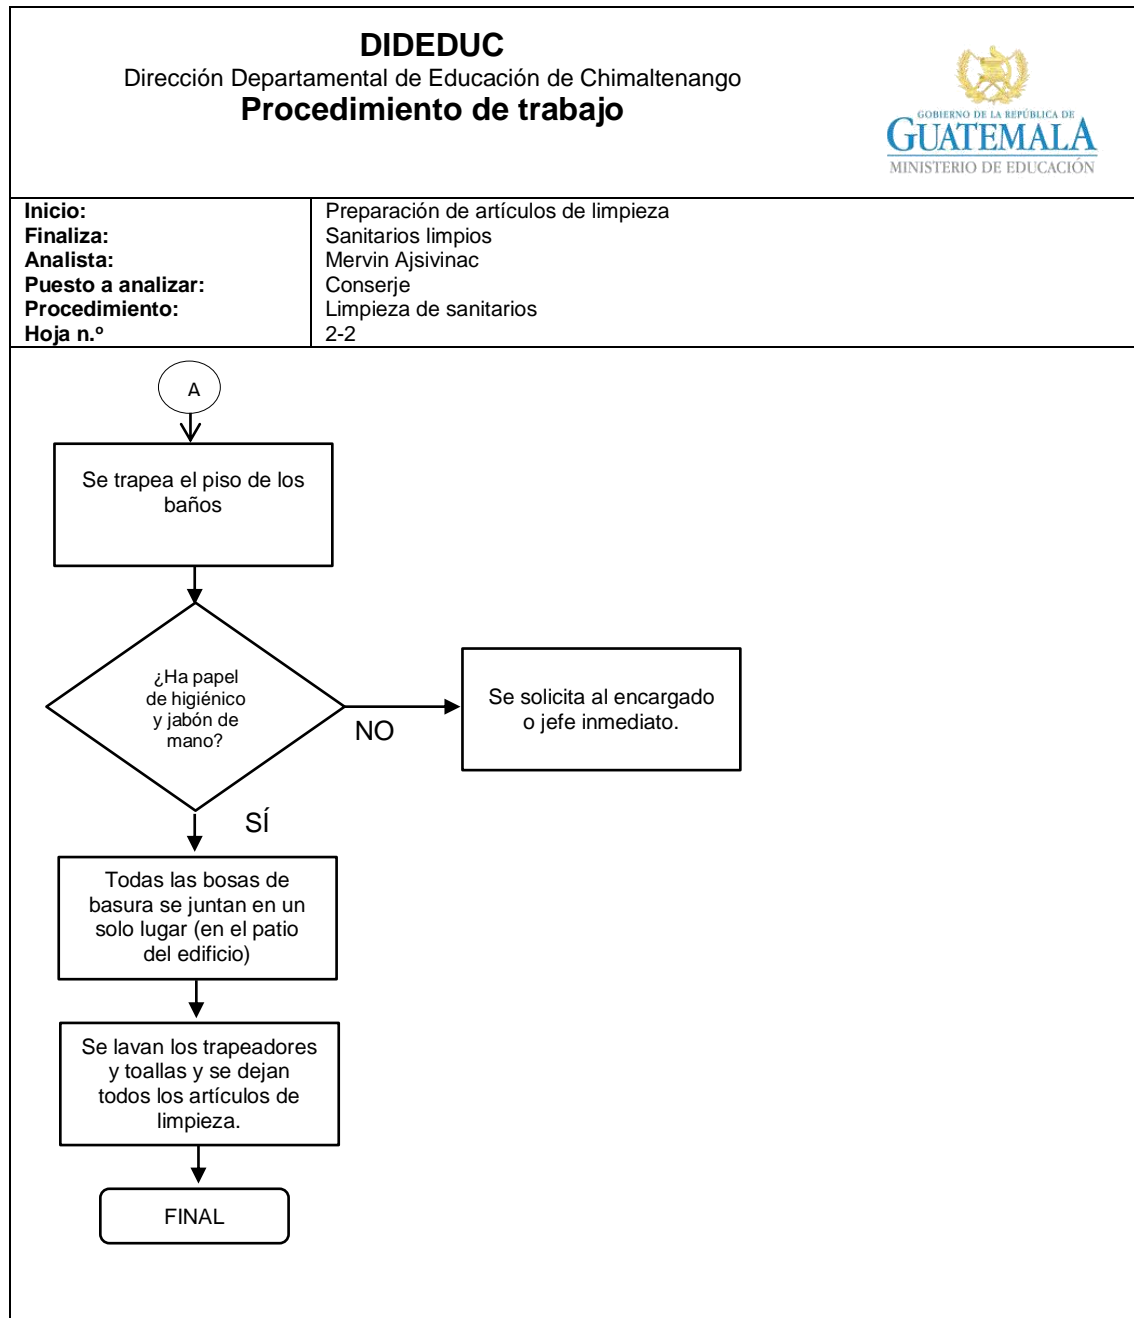 DIDEDUC
Dirección Departamental de Educación de Chimaltenango
Procedimiento de trabajo
GOBIERNO DE LA REPÚBLICA DE
GUATEMALA
MINISTERIO DE EDUCACIÓN
Inicio: Preparación de artículos de limpieza
Finaliza: Sanitarios limpios
Analista: Mervin Ajsivinac
Puesto a analizar: Conserje
Procedimiento: Limpieza de sanitarios
Hoja n.º 2-2
A
Se trapea el piso de los
baños
¿Ha papel
de higiénico
y jabón de
mano?
NO
Se solicita al encargado
o jefe inmediato.
SÍ
Todas las bosas de
basura se juntan en un
solo lugar (en el patio
del edificio)
Se lavan los trapeadores
y toallas y se dejan
todos los artículos de
limpieza.
FINAL